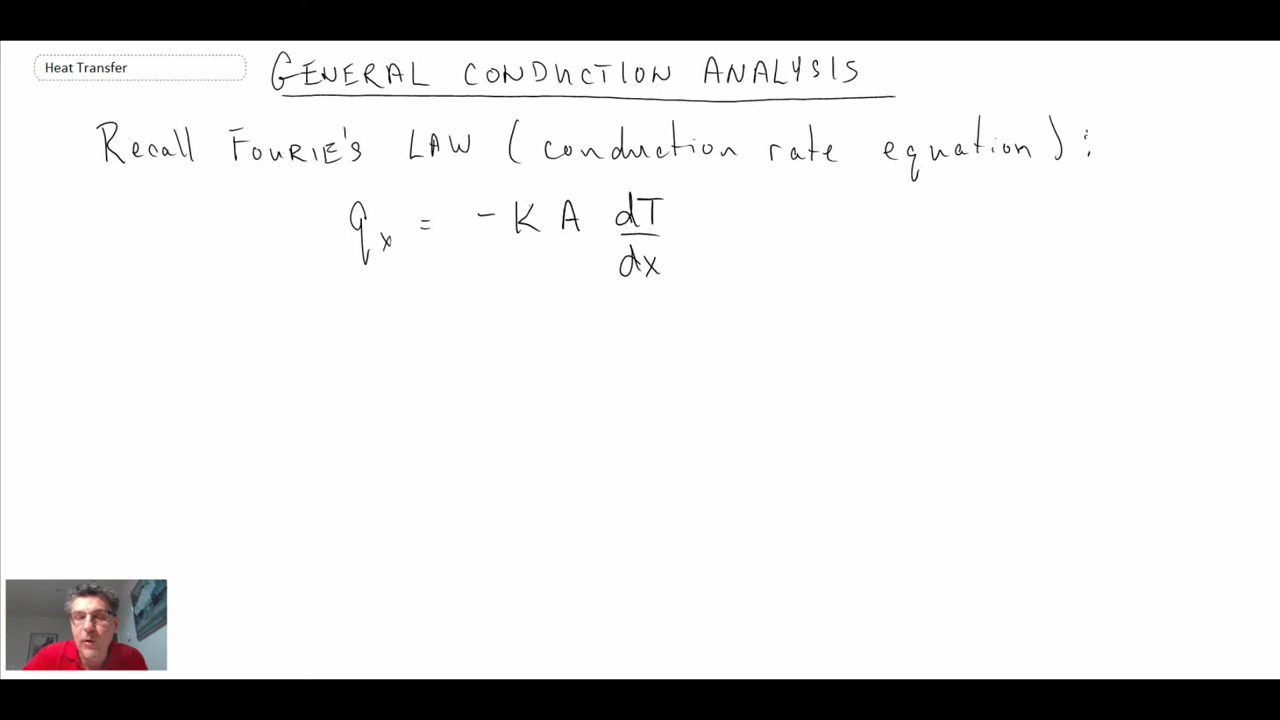 Heat Transfer
GENERAL CONDUCTION ANALYSIS
Recall FOURIE'S LAW (conduction rate equation):
qₓ = - K A dT/dx